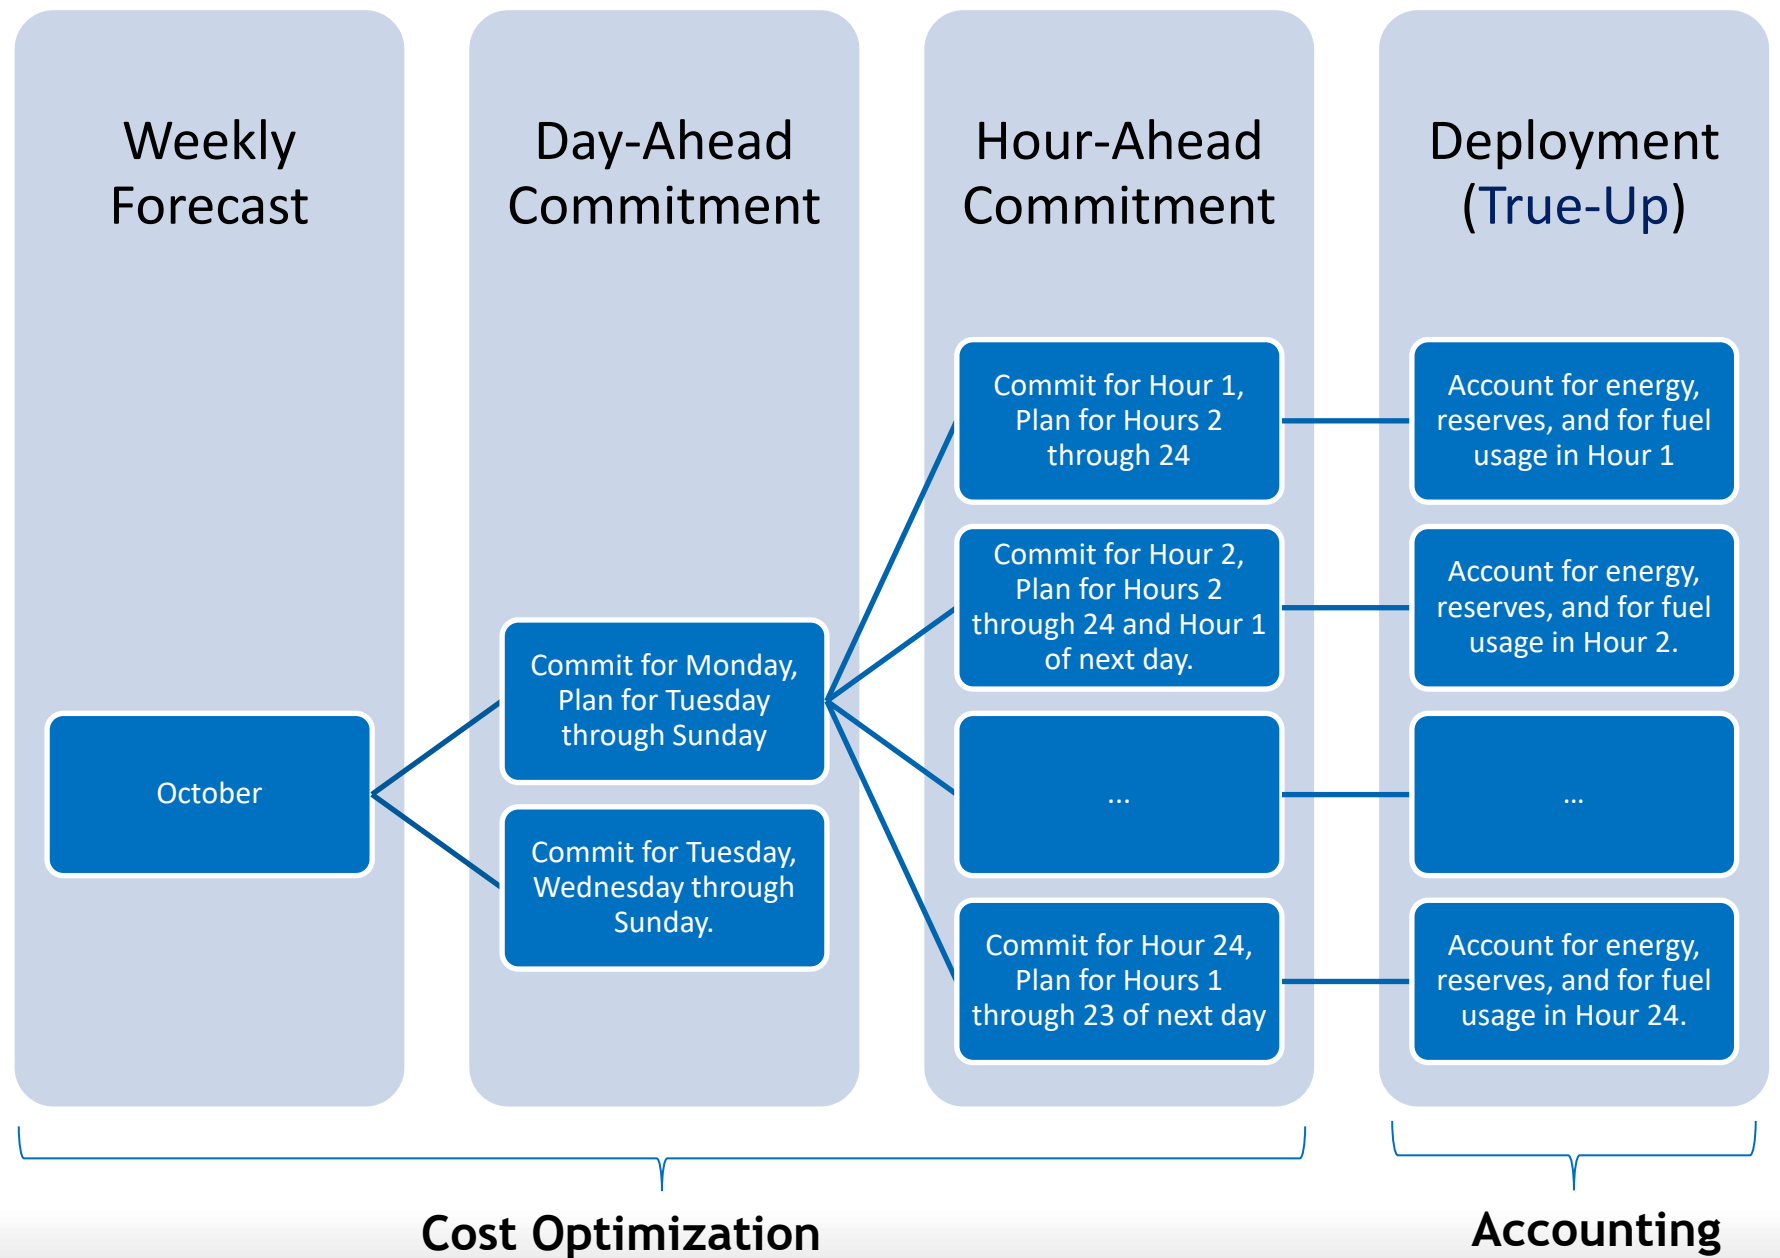 Weekly
Forecast
October
Day-Ahead
Commitment
Commit for Monday,
Plan for Tuesday
through Sunday
Commit for Tuesday,
Wednesday through
Sunday.
Hour-Ahead
Commitment
Commit for Hour 1,
Plan for Hours 2
through 24
Commit for Hour 2,
Plan for Hours 2
through 24 and Hour 1
of next day.
...
Commit for Hour 24,
Plan for Hours 1
through 23 of next day
Deployment
(True-Up)
Account for energy,
reserves, and for fuel
usage in Hour 1
Account for energy,
reserves, and for fuel
usage in Hour 2.
...
Account for energy,
reserves, and for fuel
usage in Hour 24.
Cost Optimization
Accounting